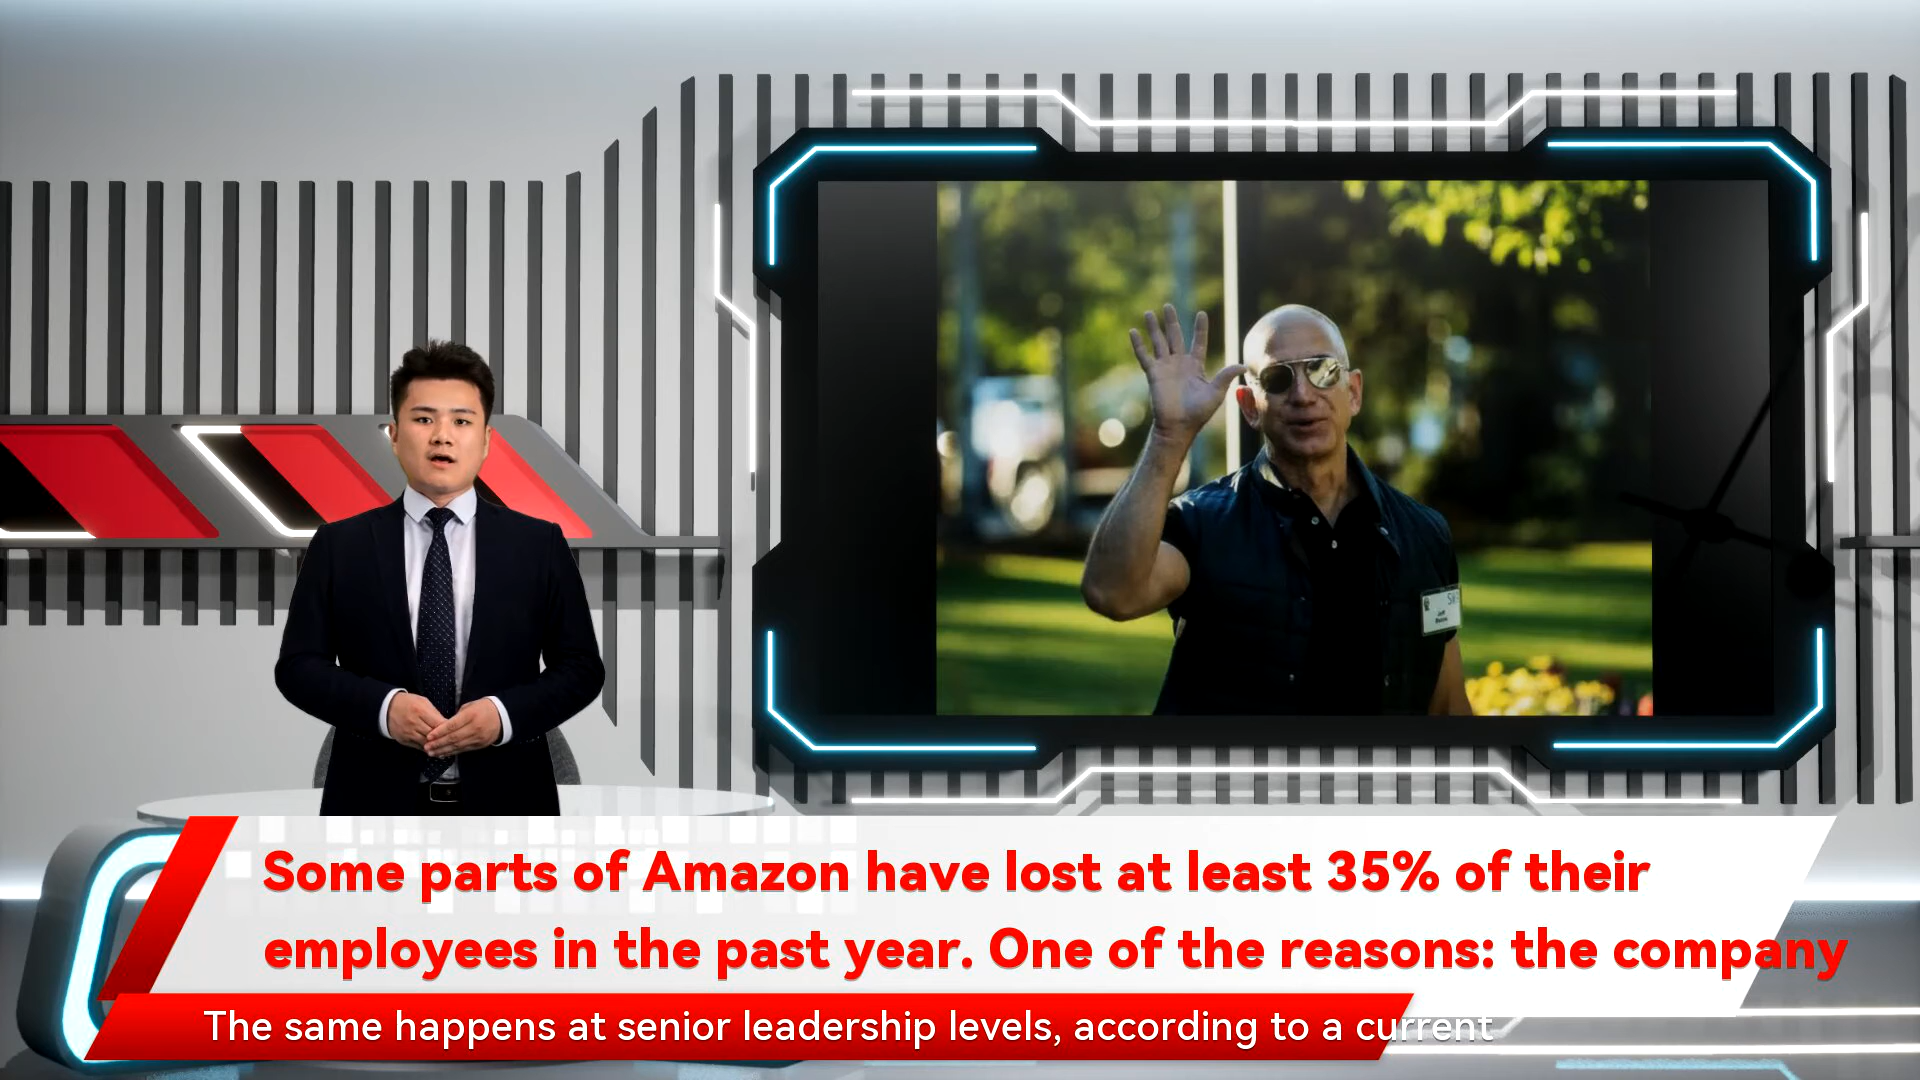 Some parts of Amazon have lost at least 35% of their
employees in the past year. One of the reasons: the company
The same happens at senior leadership levels, according to a current